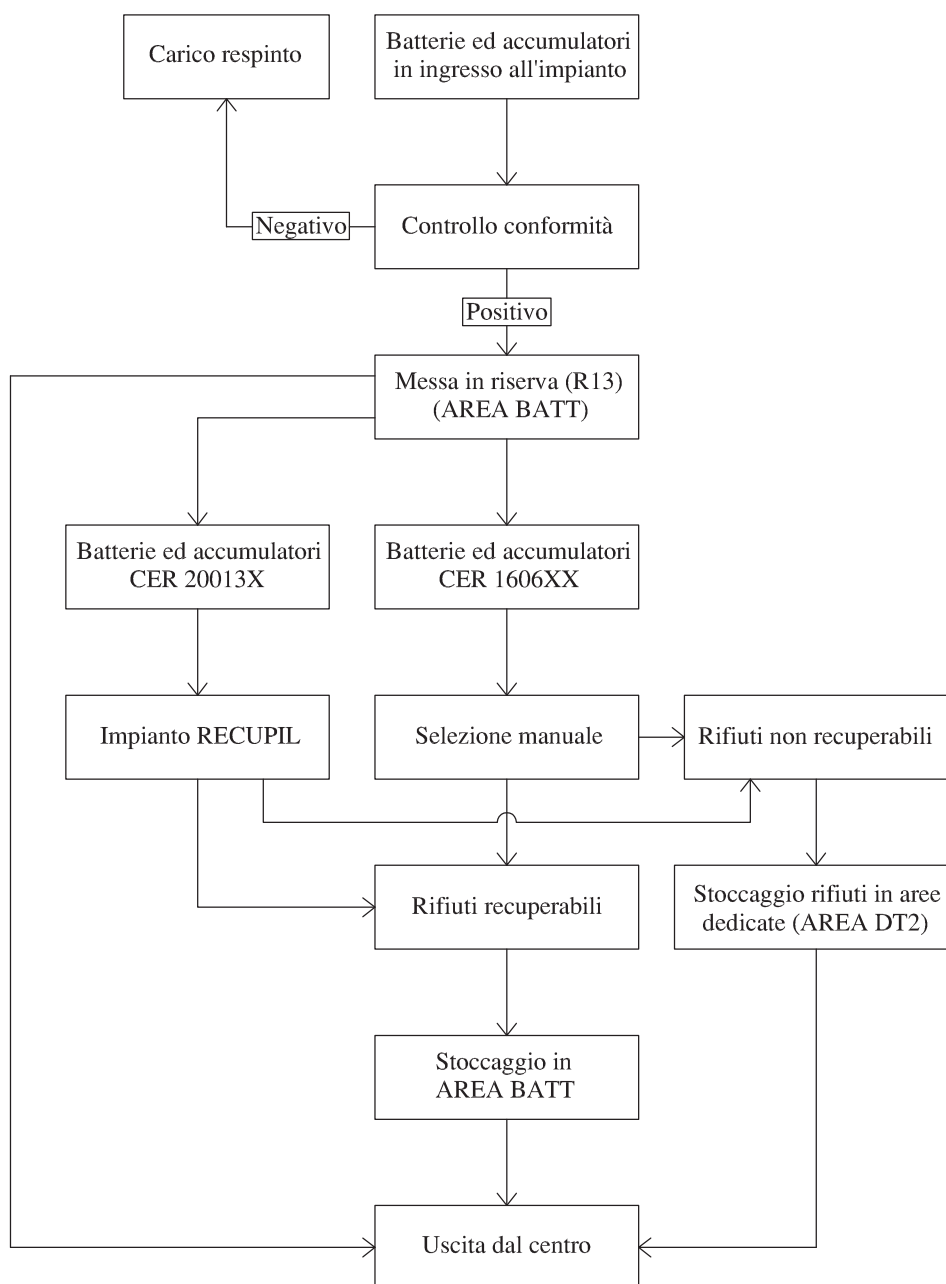 Carico respinto
Batterie ed accumulatori
in ingresso all'impianto
Negativo
Controllo conformità
Positivo
Messa in riserva (R13)
(AREA BATT)
Batterie ed accumulatori
CER 20013X
Batterie ed accumulatori
CER 1606XX
Impianto RECUPIL
Selezione manuale
Rifiuti non recuperabili
Rifiuti recuperabili
Stoccaggio rifiuti in aree
dedicate (AREA DT2)
Stoccaggio in
AREA BATT
Uscita dal centro